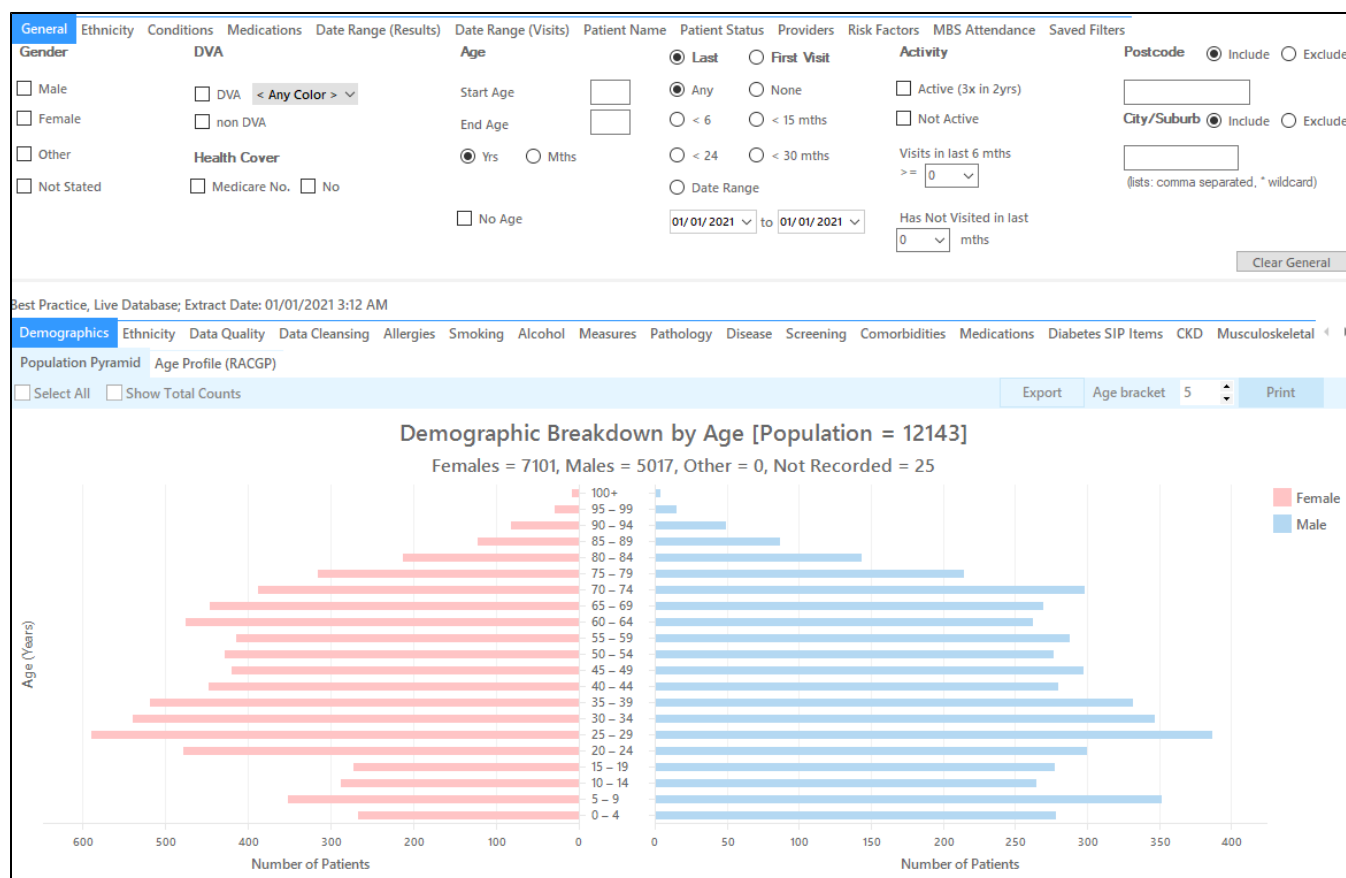 General Ethnicity Conditions Medications Date Range (Results) Date Range (Visits) Patient Name Patient Status Providers Risk Factors MBS Attendance Saved Filters
Gender
Male
Female
Other
Not Stated
DVA
DVA < Any Color >
non DVA
Health Cover
Medicare No. No
Age
Start Age
End Age
Yrs Mths
No Age
Last First Visit
Any None
< 6 < 15 mths
< 24 < 30 mths
Date Range
01/01/2021 to 01/01/2021
Activity
Active (3x in 2yrs)
Not Active
Visits in last 6 mths
>= 0
Has Not Visited in last
0 mths
Postcode Include Exclude
City/Suburb Include Exclude
(lists: comma separated, * wildcard)
Clear General
Best Practice, Live Database; Extract Date: 01/01/2021 3:12 AM
Demographics Ethnicity Data Quality Data Cleansing Allergies Smoking Alcohol Measures Pathology Disease Screening Comorbidities Medications Diabetes SIP Items CKD Musculoskeletal
Population Pyramid Age Profile (RACGP)
Select All Show Total Counts Export Age bracket 5 Print
Demographic Breakdown by Age [Population = 12143]
Females = 7101, Males = 5017, Other = 0, Not Recorded = 25
Age (Years)
100+
95 – 99
90 – 94
85 – 89
80 – 84
75 – 79
70 – 74
65 – 69
60 – 64
55 – 59
50 – 54
45 – 49
40 – 44
35 – 39
30 – 34
25 – 29
20 – 24
15 – 19
10 – 14
5 – 9
0 – 4
Female
Male
600 500 400 300 200 100 0 0 50 100 150 200 250 300 350 400
Number of Patients Number of Patients